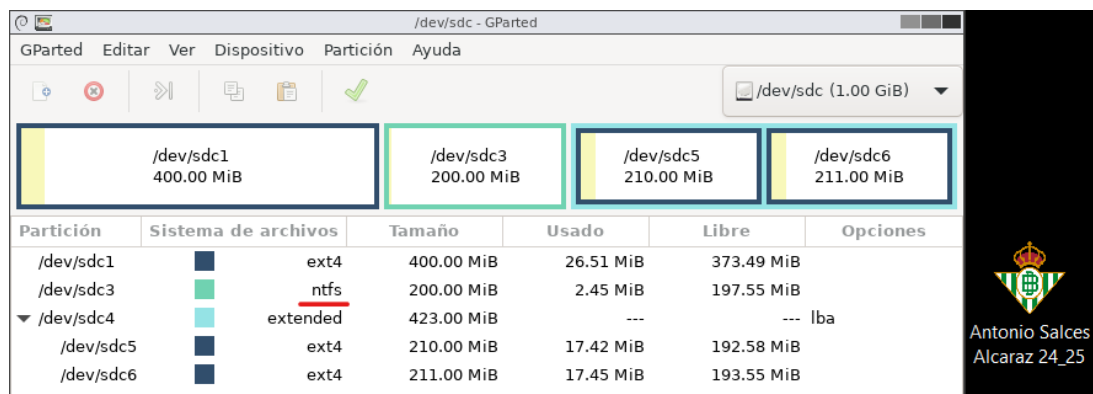 /dev/sdc - GParted
GParted Editar Ver Dispositivo Partición Ayuda
/dev/sdc (1.00 GiB)
/dev/sdc1 /dev/sdc3 /dev/sdc5 /dev/sdc6
400.00 MiB 200.00 MiB 210.00 MiB 211.00 MiB
Partición Sistema de archivos Tamaño Usado Libre Opciones
/dev/sdc1 ext4 400.00 MiB 26.51 MiB 373.49 MiB
/dev/sdc3 ntfs 200.00 MiB 2.45 MiB 197.55 MiB
/dev/sdc4 extended 423.00 MiB --- --- lba
/dev/sdc5 ext4 210.00 MiB 17.42 MiB 192.58 MiB
/dev/sdc6 ext4 211.00 MiB 17.45 MiB 193.55 MiB
Antonio Salces
Alcaraz 24_25